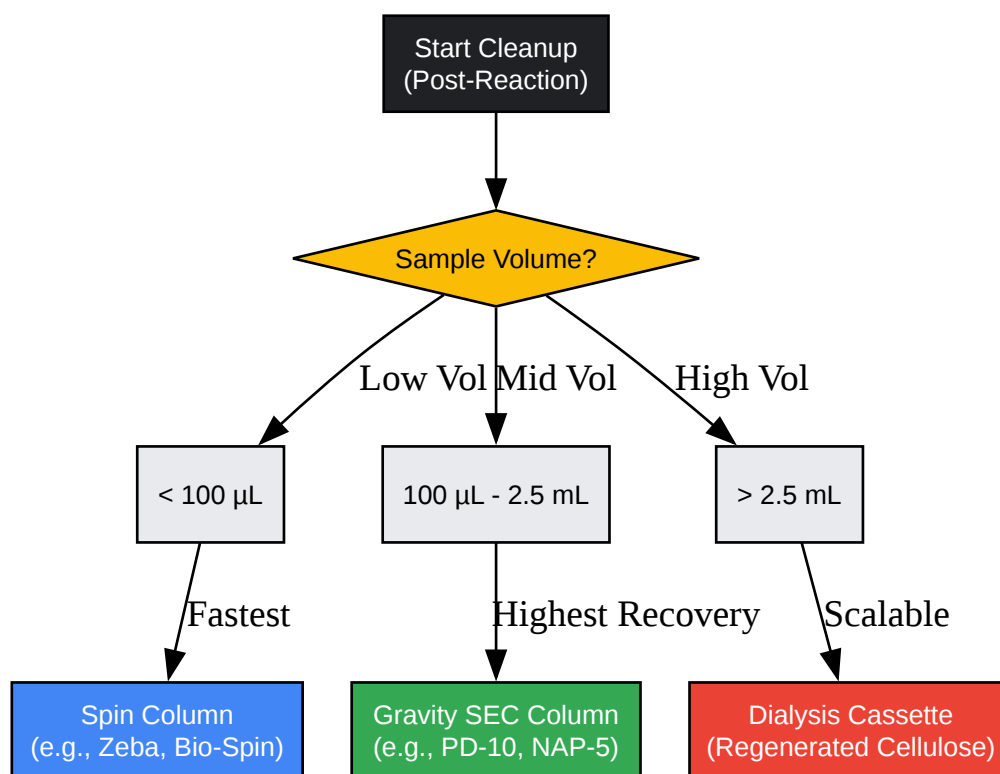 Start Cleanup
(Post-Reaction)
Sample Volume?
Low Vol
Mid Vol
High Vol
< 100 µL
100 µL - 2.5 mL
> 2.5 mL
Fastest
Highest Recovery
Scalable
Spin Column
(e.g., Zeba, Bio-Spin)
Gravity SEC Column
(e.g., PD-10, NAP-5)
Dialysis Cassette
(Regenerated Cellulose)